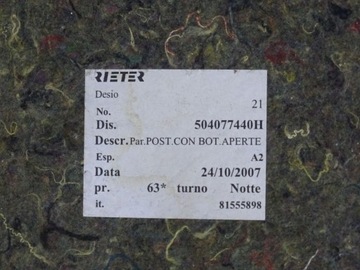 RIETER
Desio
No. 21
Dis. 504077440H
Descr.Par.POST.CON BOT.APERTE
Esp. A2
Data 24/10/2007
pr. 63* turno Notte
it. 81555898